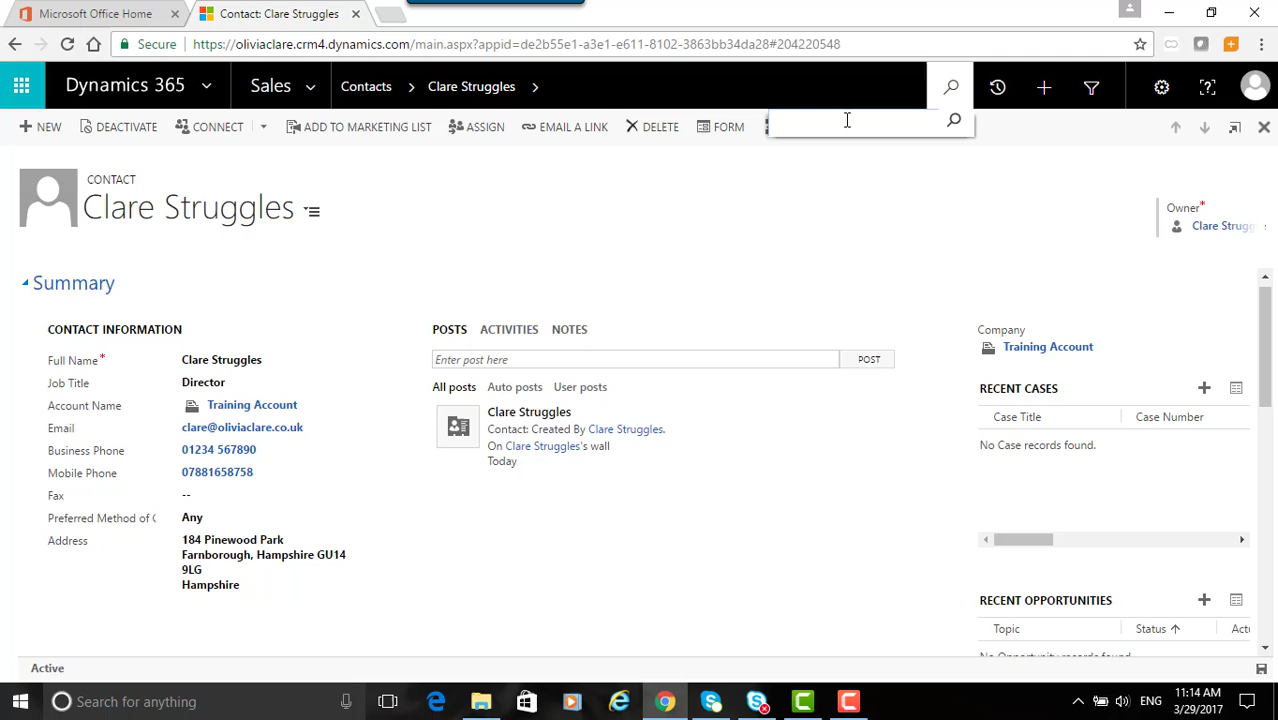 Microsoft Office Home
Contact: Clare Struggles
Secure
https://oliviaclare.crm4.dynamics.com/main.aspx?appid=de2b55e1-a3e1-e611-8102-3863bb34da28#204220548
Dynamics 365
Sales
Contacts
Clare Struggles
NEW
DEACTIVATE
CONNECT
ADD TO MARKETING LIST
ASSIGN
EMAIL A LINK
DELETE
FORM
CONTACT
Clare Struggles
Owner*
Clare Strugg
Summary
CONTACT INFORMATION
Full Name* Clare Struggles
Job Title Director
Account Name Training Account
Email clare@oliviaclare.co.uk
Business Phone 01234 567890
Mobile Phone 07881658758
Fax --
Preferred Method of C Any
Address 184 Pinewood Park
Farnborough, Hampshire GU14
9LG
Hampshire
POSTS ACTIVITIES NOTES
Enter post here POST
All posts Auto posts User posts
Clare Struggles
Contact: Created By Clare Struggles.
On Clare Struggles's wall
Today
Company
Training Account
RECENT CASES
Case Title Case Number
No Case records found.
RECENT OPPORTUNITIES
Topic Status
Active
Search for anything
ENG
11:14 AM
3/29/2017